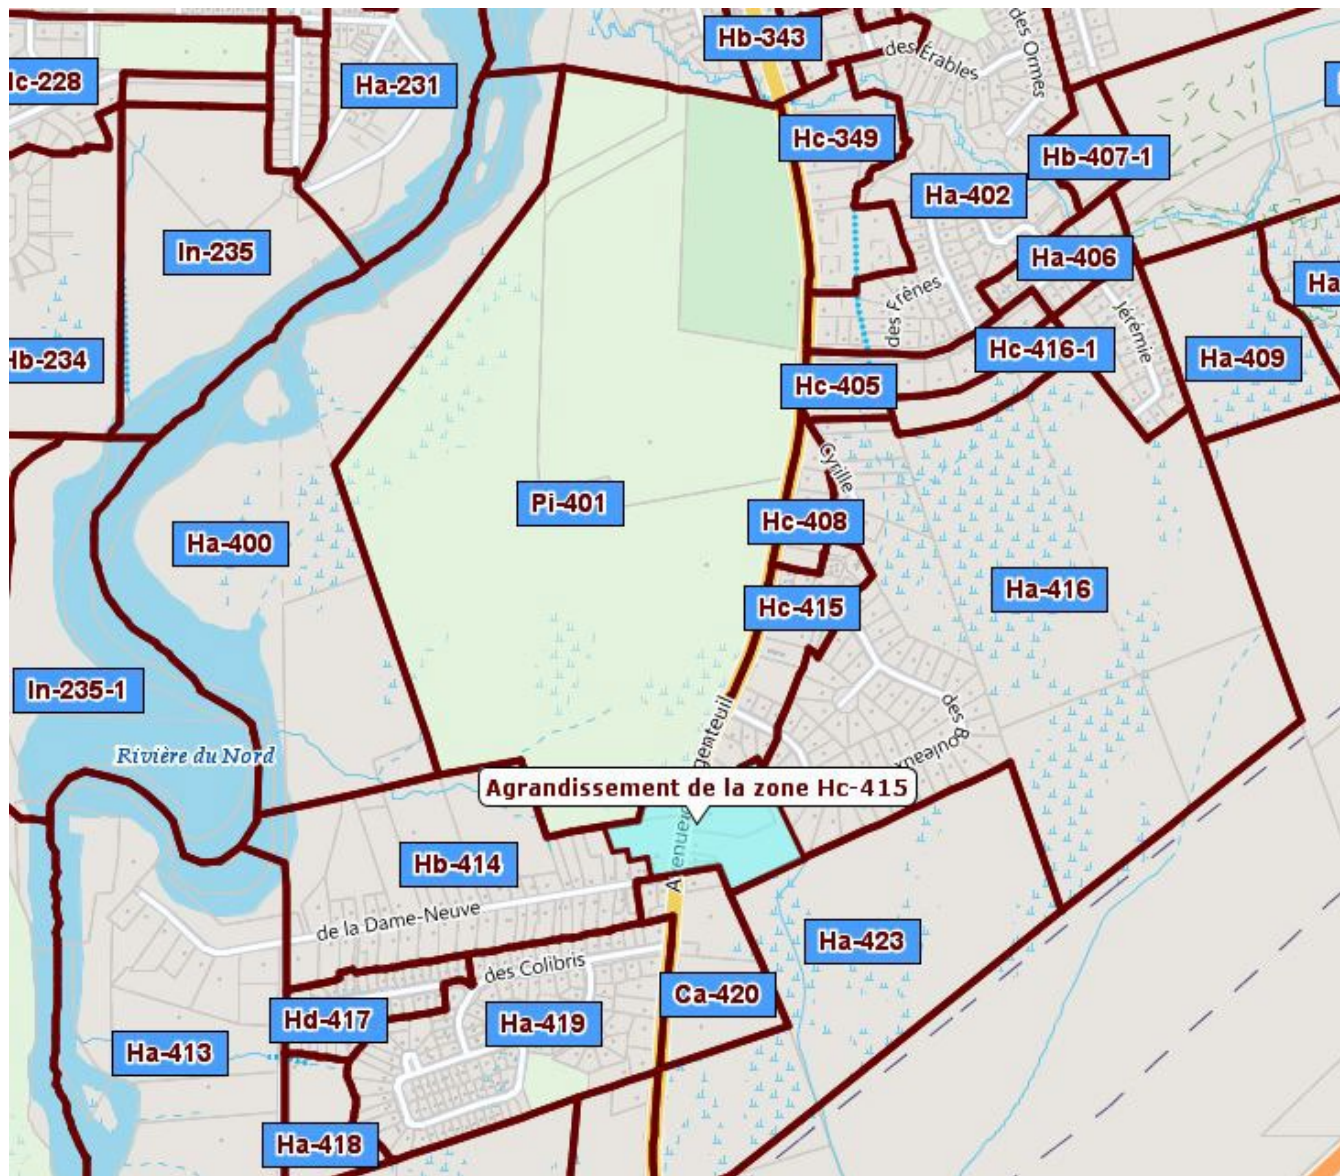 Hb-343
des Érables
des Ormes
Ic-228
Ha-231
Hc-349
Hb-407-1
Ha-402
In-235
Ha-406
Ha
des Frênes
Jérémie
Hb-234
Hc-416-1
Ha-409
Hc-405
Cyrille
Pi-401
Hc-408
Ha-400
Ha-416
Hc-415
In-235-1
genteuil
des Bouleaux
Rivière du Nord
Agrandissement de la zone Hc-415
Avenue
Hb-414
de la Dame-Neuve
Ha-423
des Colibris
Ca-420
Hd-417
Ha-419
Ha-413
Ha-418